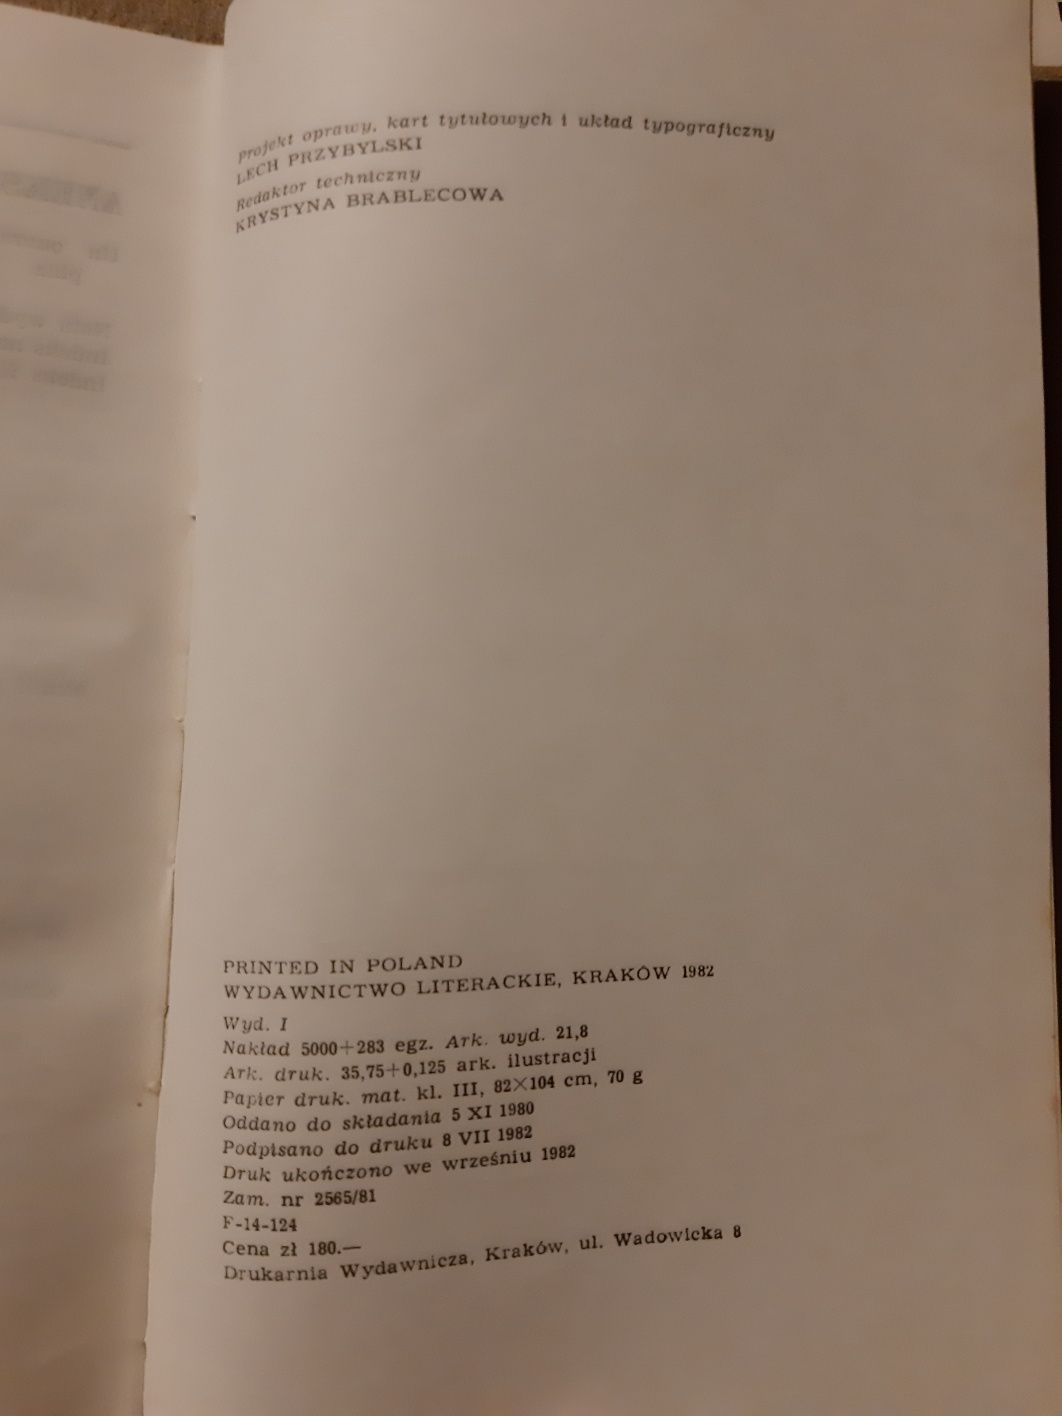 projekt oprawy, kart tytułowych i układ typograficzny
LECH PRZYBYLSKI
Redaktor techniczny
KRYSTYNA BRABLECOWA
PRINTED IN POLAND
WYDAWNICTWO LITERACKIE, KRAKÓW 1982
Wyd. I
Nakład 5000+283 egz. Ark. wyd. 21,8
Ark. druk. 35,75+0,125 ark. ilustracji
Papier druk. mat. kl. III, 82×104 cm, 70 g
Oddano do składania 5 XI 1980
Podpisano do druku 8 VII 1982
Druk ukończono we wrześniu 1982
Zam. nr 2565/81
F-14-124
Cena zł 180.—
Drukarnia Wydawnicza, Kraków, ul. Wadowicka 8